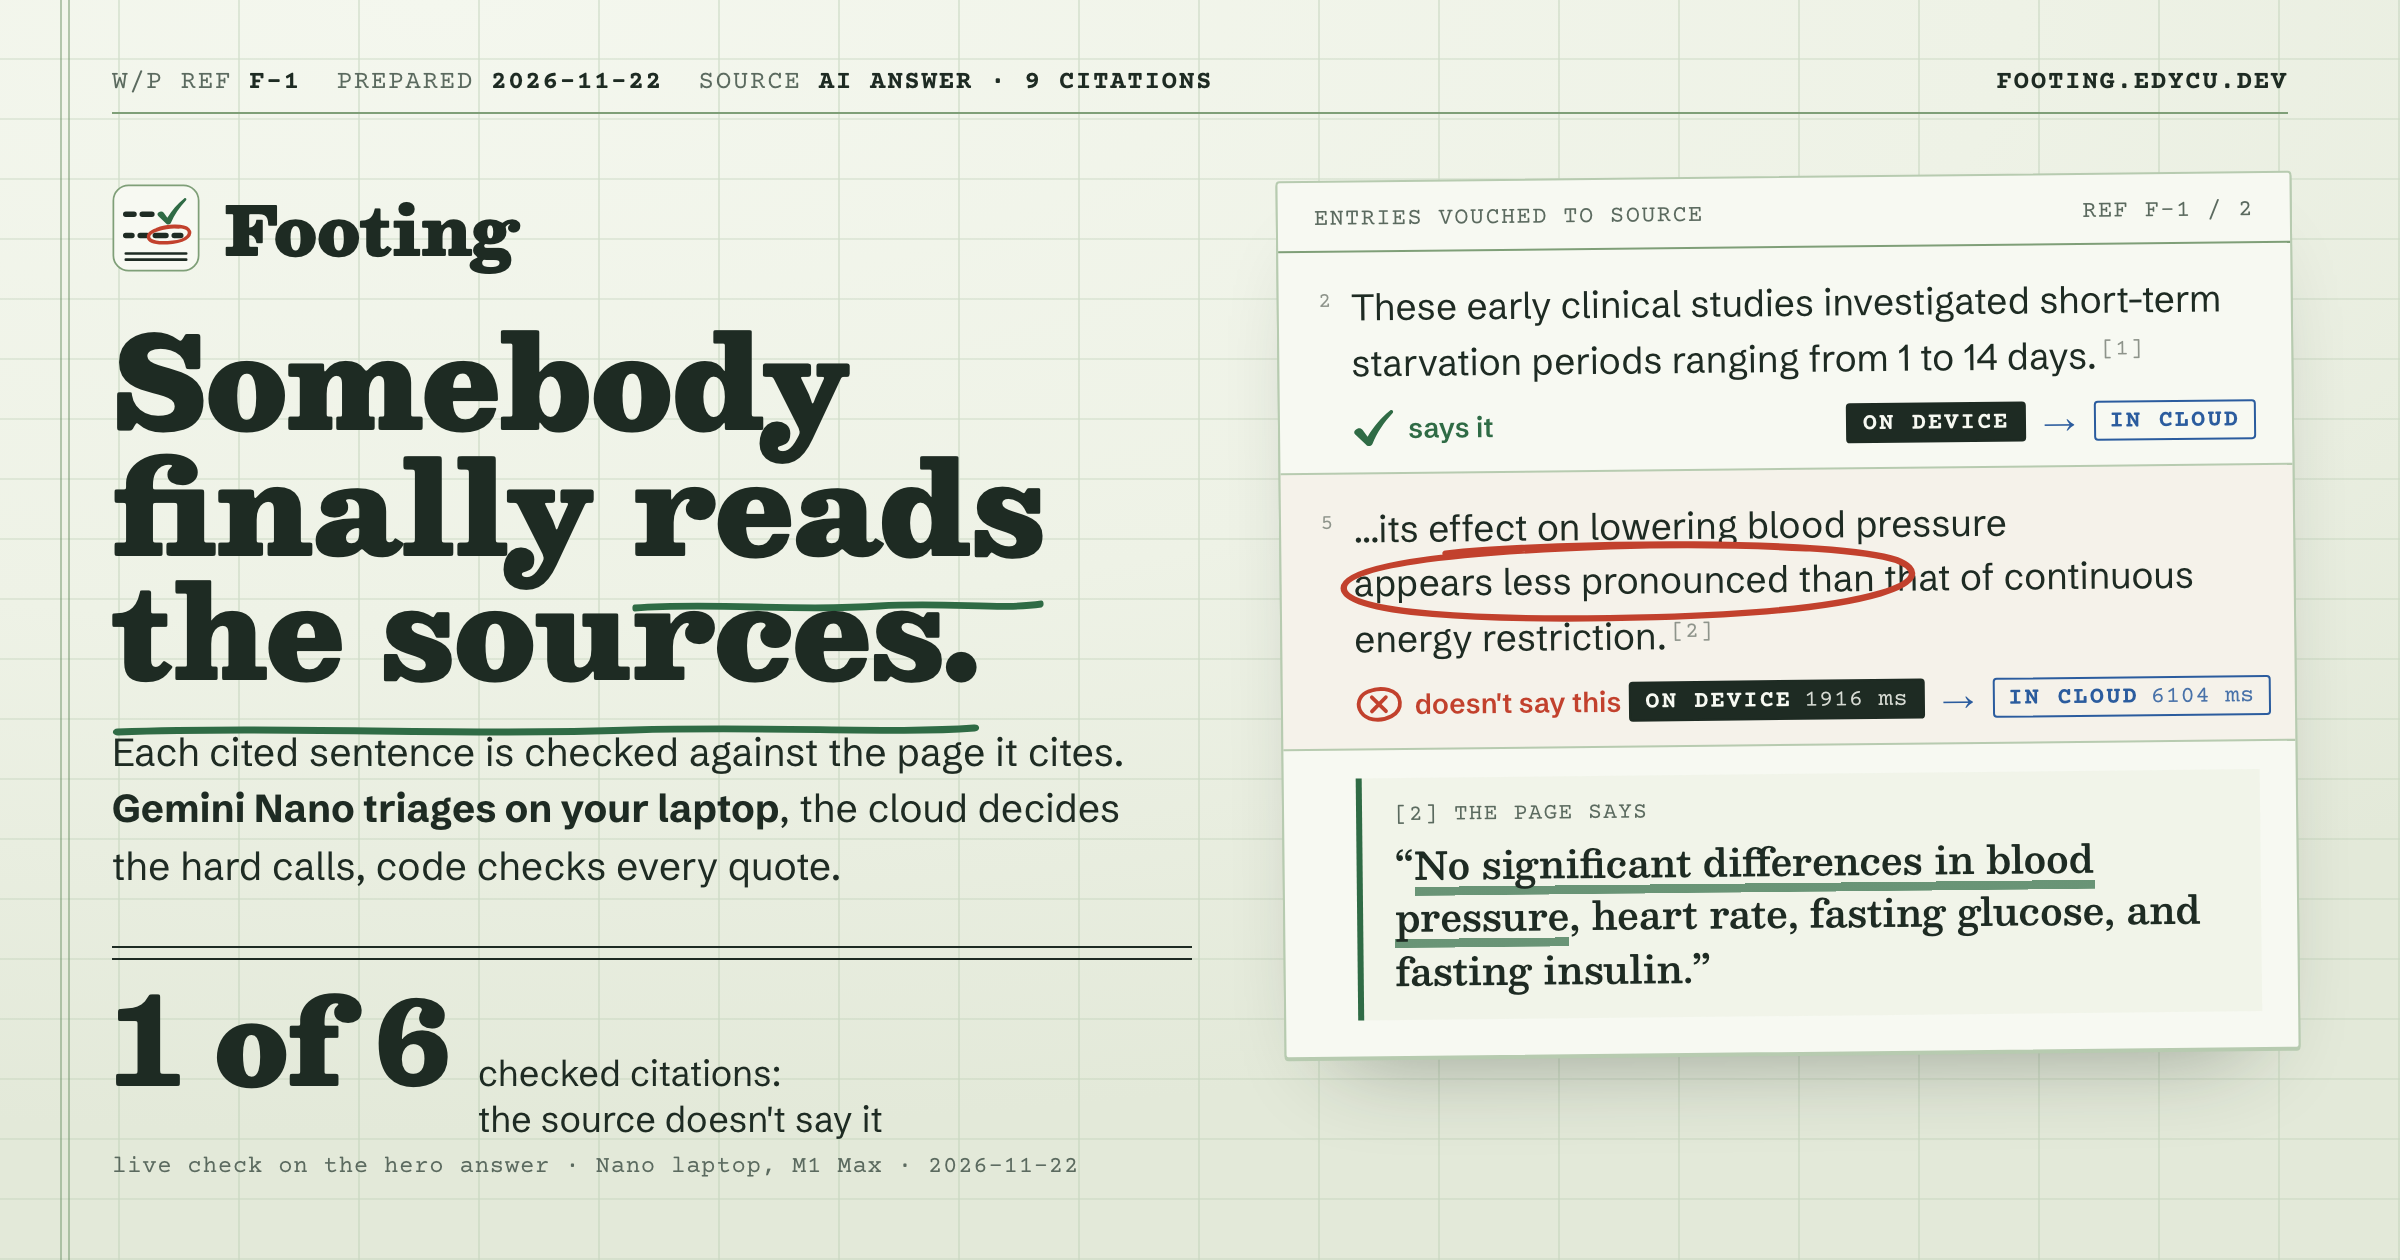 W/P REF F-1 PREPARED 2026-11-22 SOURCE AI ANSWER · 9 CITATIONS
FOOTING.EDYCU.DEV
Footing
Somebody
finally reads
the sources.
Each cited sentence is checked against the page it cites.
Gemini Nano triages on your laptop, the cloud decides
the hard calls, code checks every quote.
1 of 6
checked citations:
the source doesn't say it
live check on the hero answer · Nano laptop, M1 Max · 2026-11-22
ENTRIES VOUCHED TO SOURCE REF F-1 / 2
2 These early clinical studies investigated short-term
starvation periods ranging from 1 to 14 days. [1]
says it ON DEVICE → IN CLOUD
5 …its effect on lowering blood pressure
appears less pronounced than that of continuous
energy restriction. [2]
doesn't say this ON DEVICE 1916 ms → IN CLOUD 6104 ms
[2] THE PAGE SAYS
“No significant differences in blood
pressure, heart rate, fasting glucose, and
fasting insulin.”